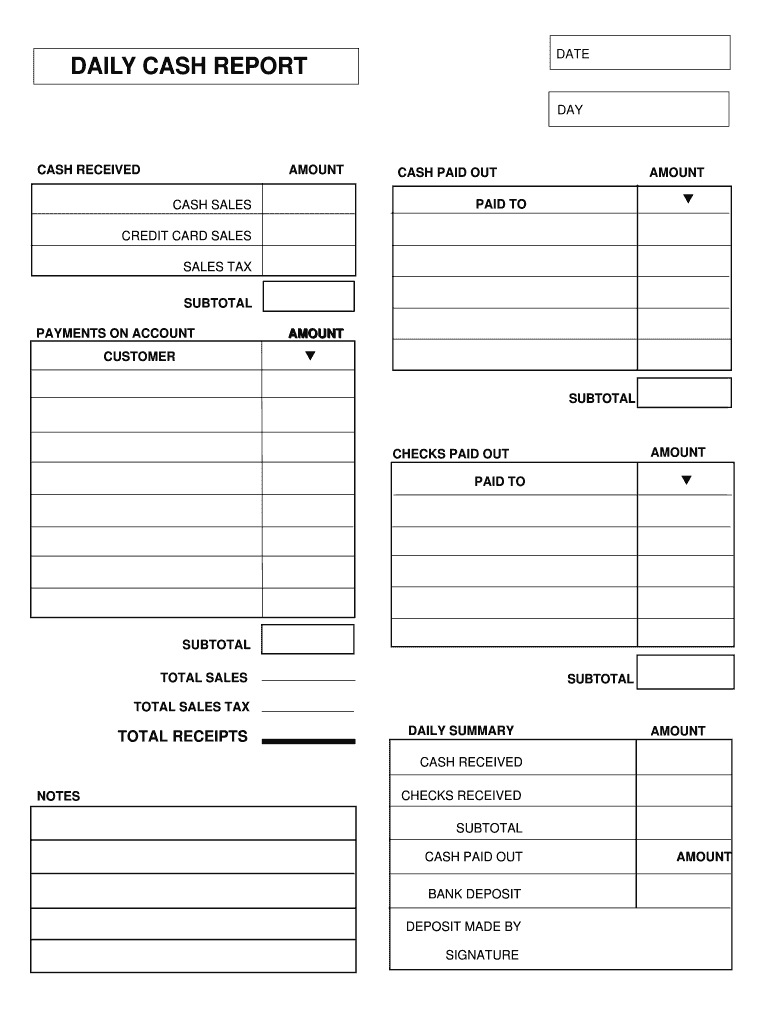 DAILY CASH REPORT
DATE
DAY
CASH RECEIVED AMOUNT
CASH SALES
CREDIT CARD SALES
SALES TAX
SUBTOTAL
PAYMENTS ON ACCOUNT AMOUNT
CUSTOMER ▼
SUBTOTAL
TOTAL SALES
TOTAL SALES TAX
TOTAL RECEIPTS
NOTES
CASH PAID OUT AMOUNT
PAID TO ▼
SUBTOTAL
CHECKS PAID OUT AMOUNT
PAID TO ▼
SUBTOTAL
DAILY SUMMARY AMOUNT
CASH RECEIVED
CHECKS RECEIVED
SUBTOTAL
CASH PAID OUT AMOUNT
BANK DEPOSIT
DEPOSIT MADE BY
SIGNATURE